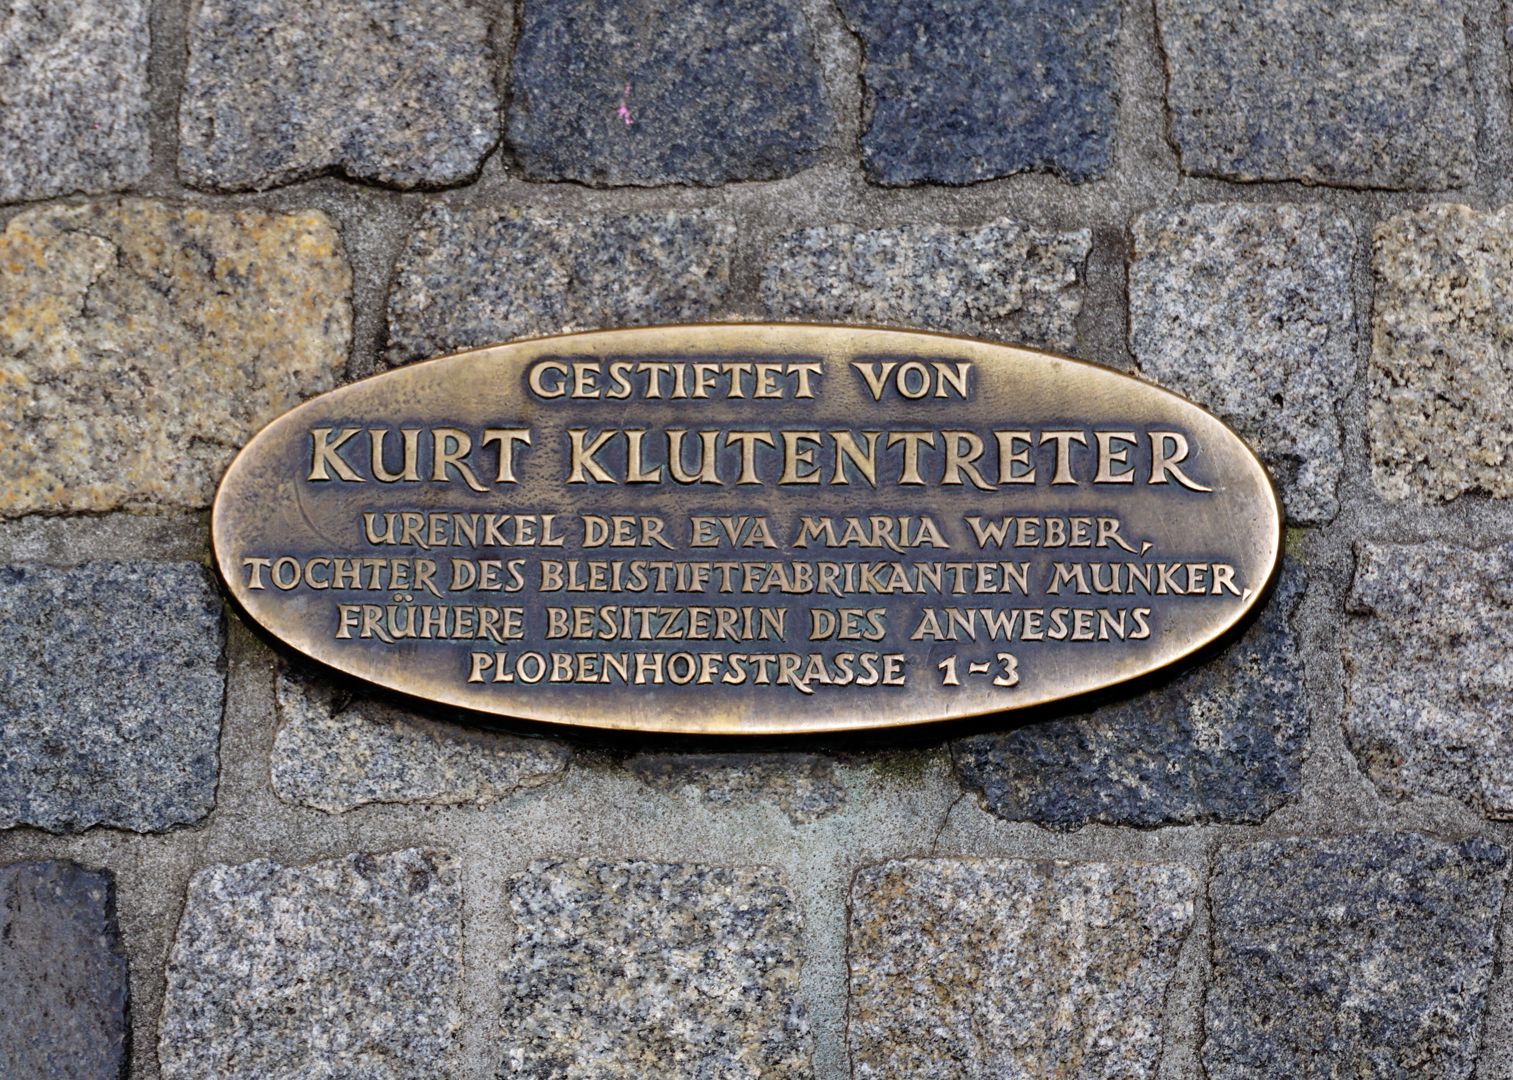 GESTIFTET VON
KURT KLUTENTRETER
URENKEL DER EVA MARIA WEBER,
TOCHTER DES BLEISTIFTFABRIKANTEN MUNKER,
FRÜHERE BESITZERIN DES ANWESENS
PLOBENHOFSTRASSE 1-3